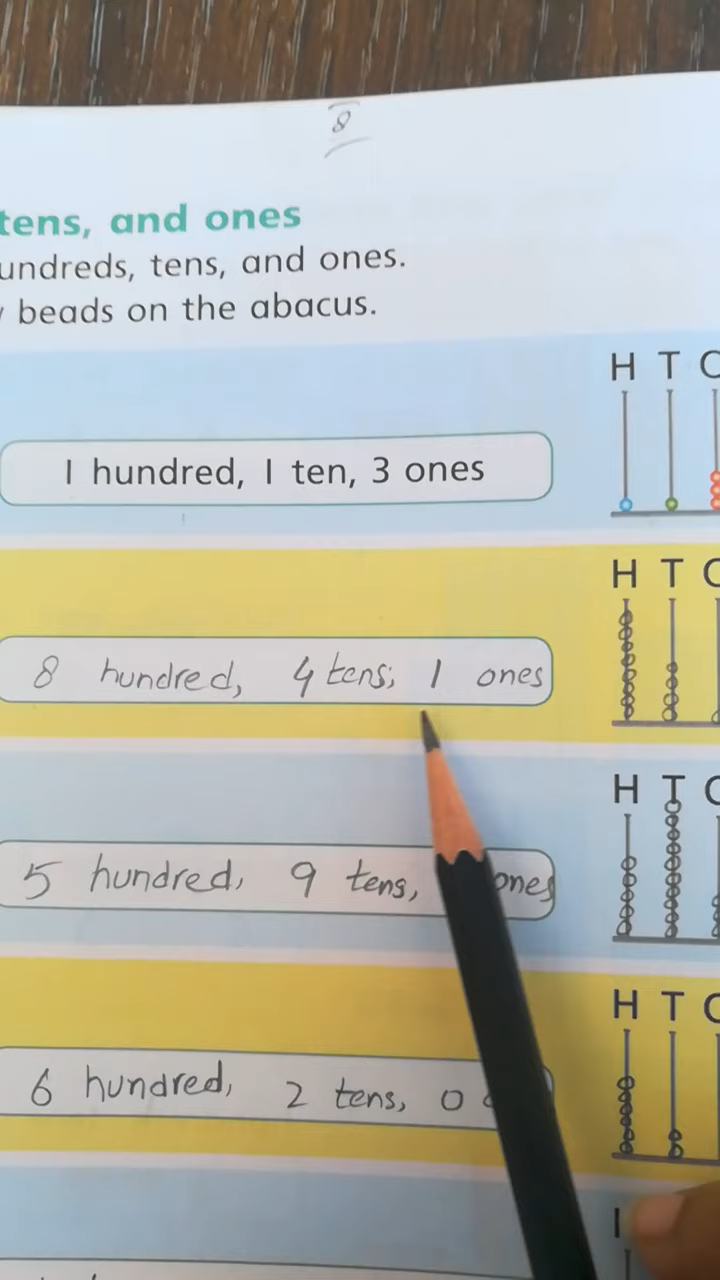 8
tens, and ones
undreds, tens, and ones.
beads on the abacus.
H T
1 hundred, 1 ten, 3 ones
H T
8 hundred, 4 tens, 1 ones
H T
5 hundred, 9 tens, ones
H T
6 hundred, 2 tens, 0